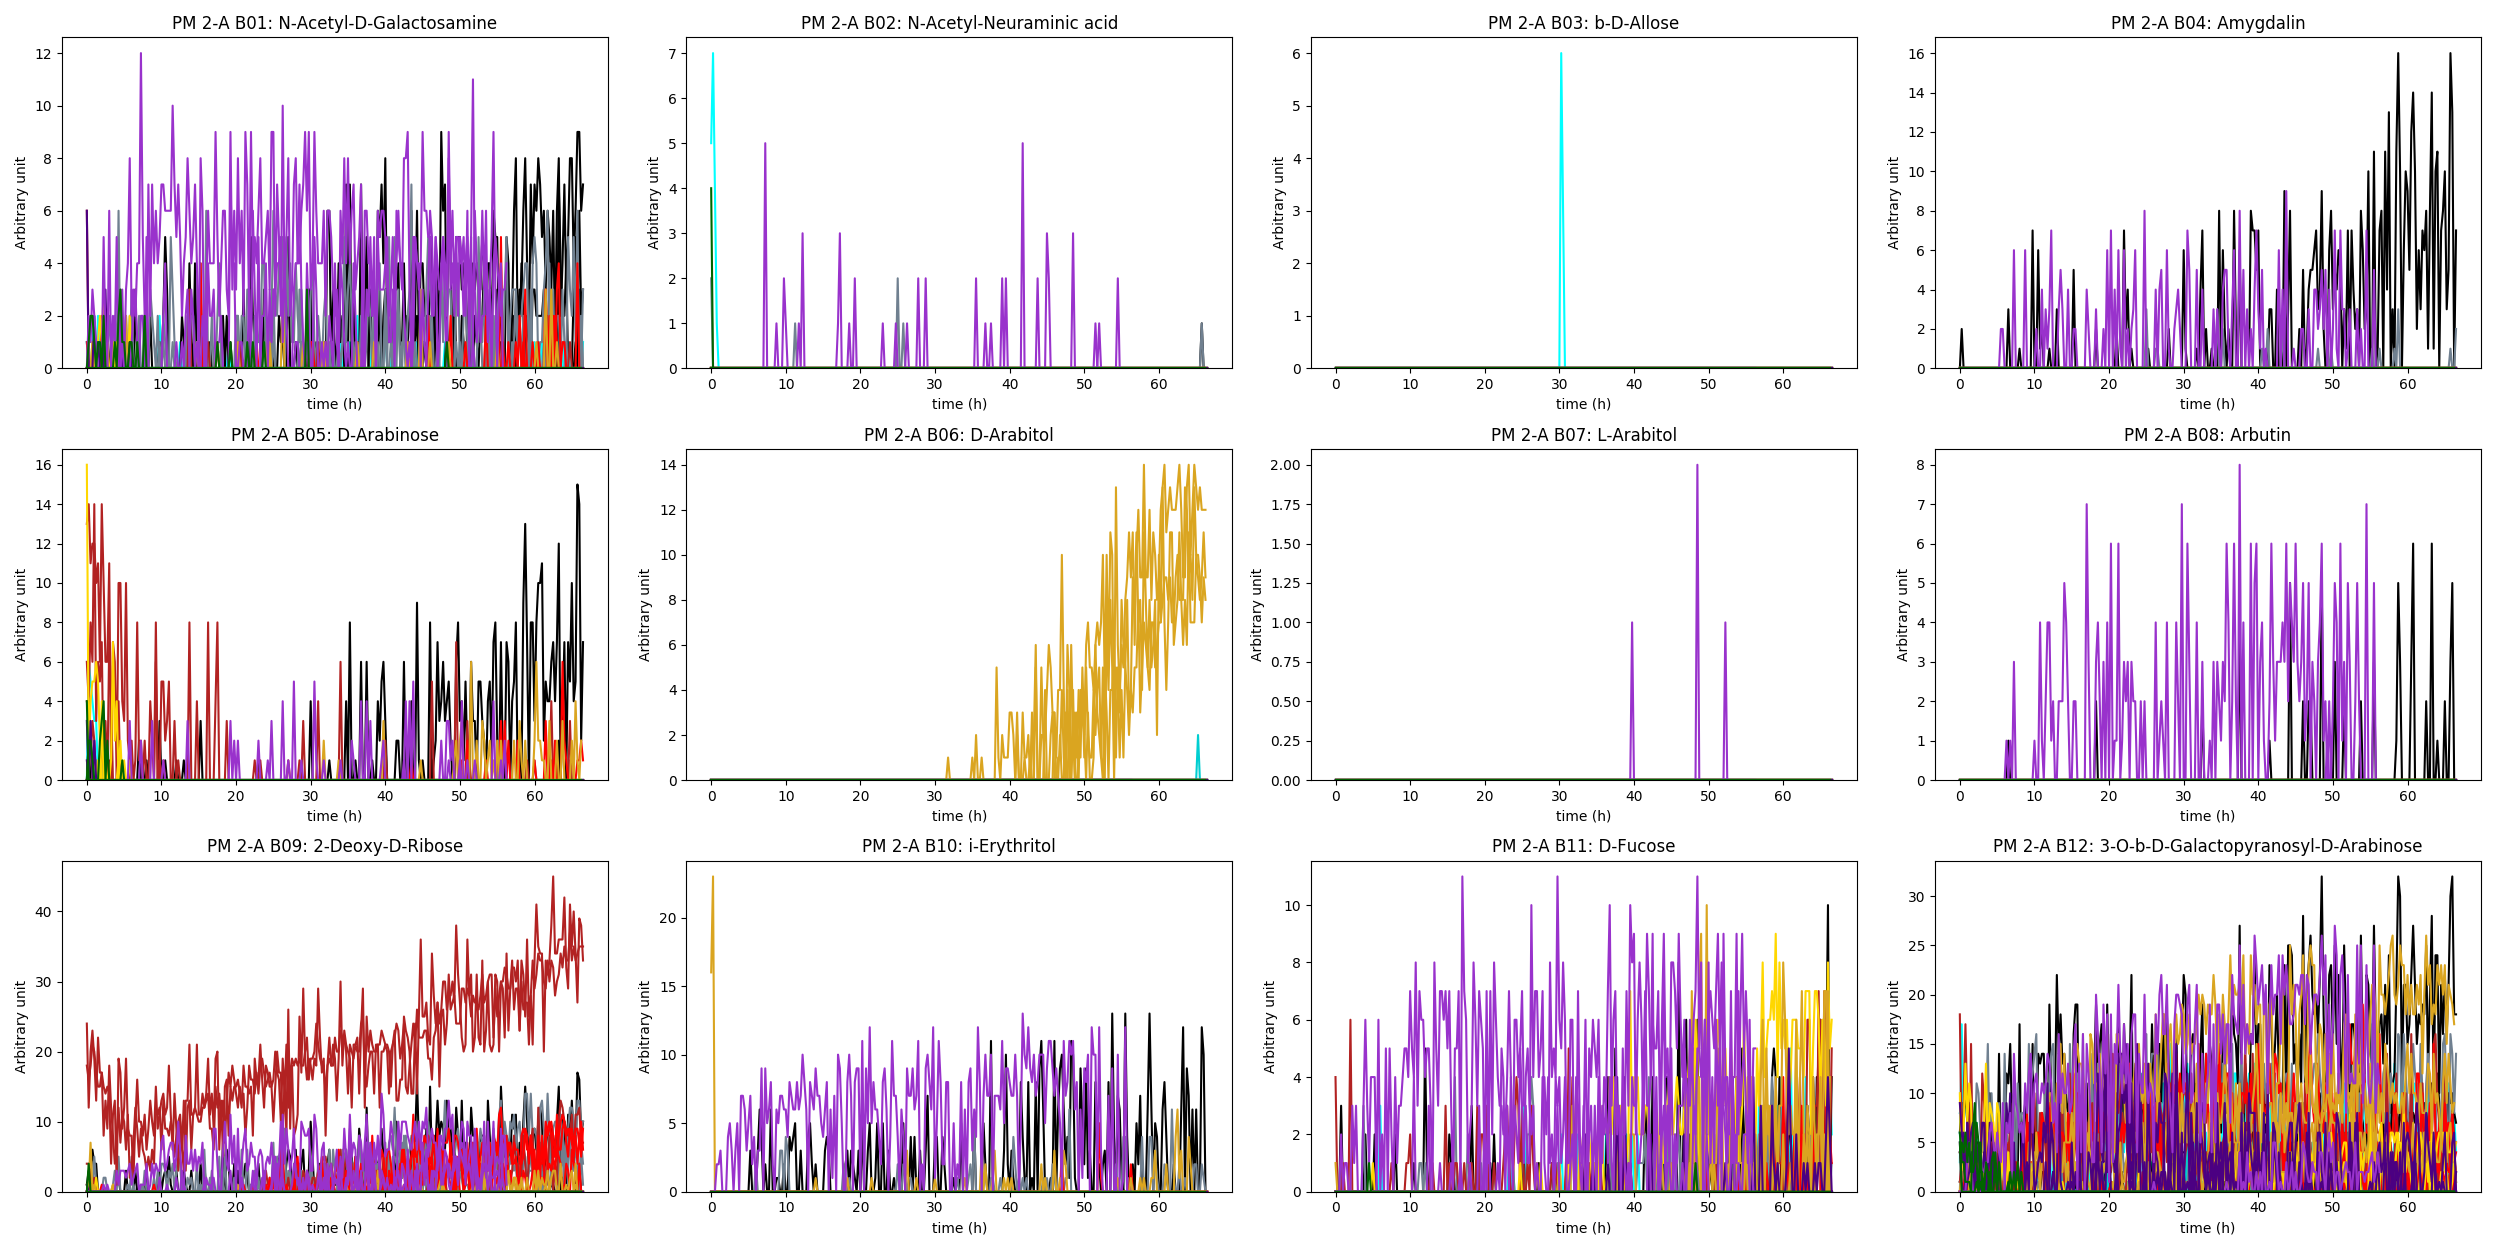 PM 2-A B01: N-Acetyl-D-Galactosamine
Arbitrary unit
12
10
8
6
4
2
0
0 10 20 30 40 50 60
time (h)
PM 2-A B02: N-Acetyl-Neuraminic acid
Arbitrary unit
7
6
5
4
3
2
1
0
0 10 20 30 40 50 60
time (h)
PM 2-A B03: b-D-Allose
Arbitrary unit
6
5
4
3
2
1
0
0 10 20 30 40 50 60
time (h)
PM 2-A B04: Amygdalin
Arbitrary unit
16
14
12
10
8
6
4
2
0
0 10 20 30 40 50 60
time (h)
PM 2-A B05: D-Arabinose
Arbitrary unit
16
14
12
10
8
6
4
2
0
0 10 20 30 40 50 60
time (h)
PM 2-A B06: D-Arabitol
Arbitrary unit
14
12
10
8
6
4
2
0
0 10 20 30 40 50 60
time (h)
PM 2-A B07: L-Arabitol
Arbitrary unit
2.00
1.75
1.50
1.25
1.00
0.75
0.50
0.25
0.00
0 10 20 30 40 50 60
time (h)
PM 2-A B08: Arbutin
Arbitrary unit
8
7
6
5
4
3
2
1
0
0 10 20 30 40 50 60
time (h)
PM 2-A B09: 2-Deoxy-D-Ribose
Arbitrary unit
40
30
20
10
0
0 10 20 30 40 50 60
time (h)
PM 2-A B10: i-Erythritol
Arbitrary unit
20
15
10
5
0
0 10 20 30 40 50 60
time (h)
PM 2-A B11: D-Fucose
Arbitrary unit
10
8
6
4
2
0
0 10 20 30 40 50 60
time (h)
PM 2-A B12: 3-O-b-D-Galactopyranosyl-D-Arabinose
Arbitrary unit
30
25
20
15
10
5
0
0 10 20 30 40 50 60
time (h)